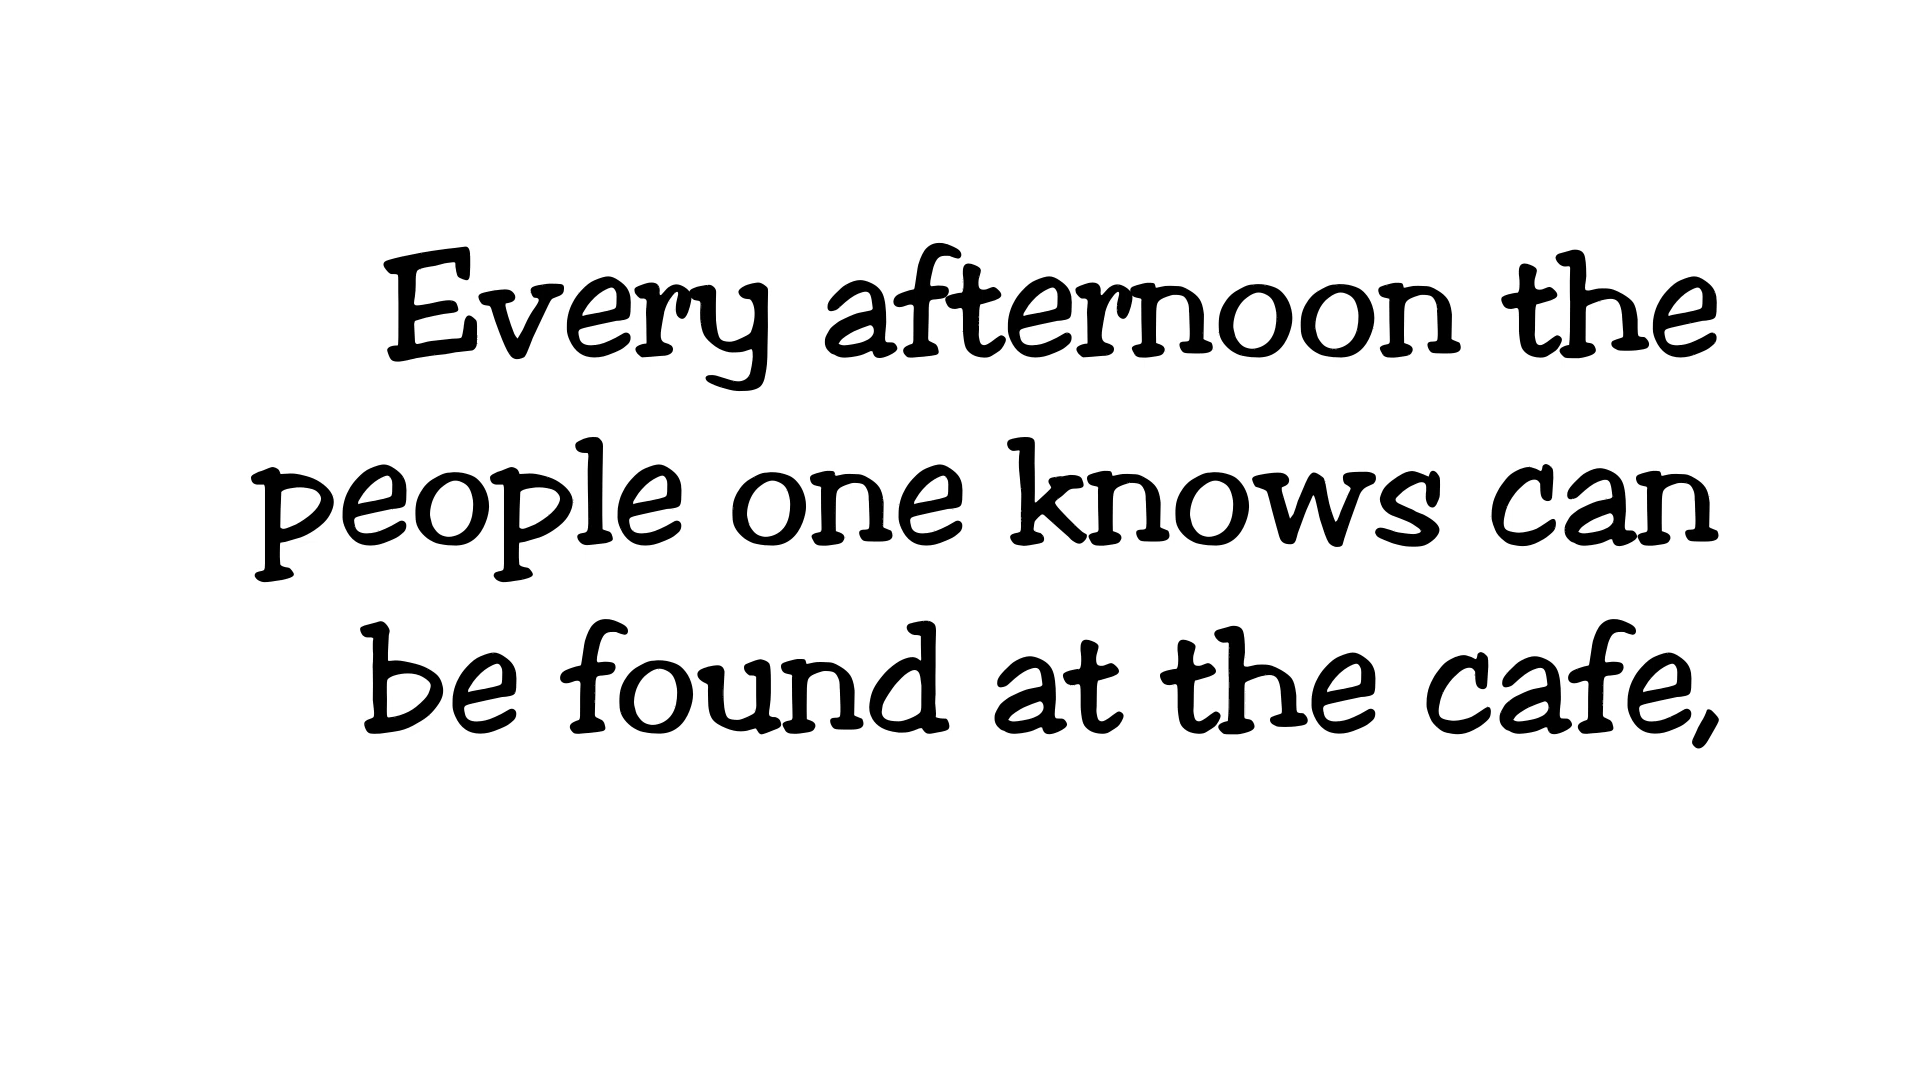 Every afternoon the
people one knows can
be found at the cafe,